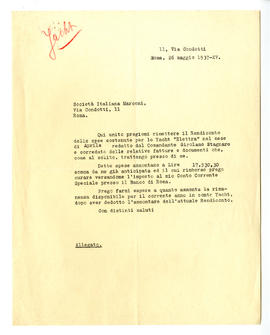 Yacht
11, Via Condotti
Roma, 26 maggio 1937-XV.
Società Italiana Marconi,
Via Condotti, 11
Roma.
Qui unito pregiomi rimettere il Rendiconto
delle spese sostenute per lo Yacht "Elettra" nel mese
di Aprile redatto dal Comandante Girolamo Stagnaro
e corredato delle relative fatture e documenti che,
come al solito, trattengo presso di me.
Dette spese ammontano a Lire 17.530,30
somma da me già anticipata ed il cui rimborso prego
curare versandone l'importo al mio Conto Corrente
Speciale presso il Banco di Roma.
Prego farmi sapere a quanto ammonta la rima-
nenza disponibile per il corrente anno in conto Yacht,
dopo aver dedotto l'ammontare dell'attuale Rendiconto.
Con distinti saluti
Allegato.